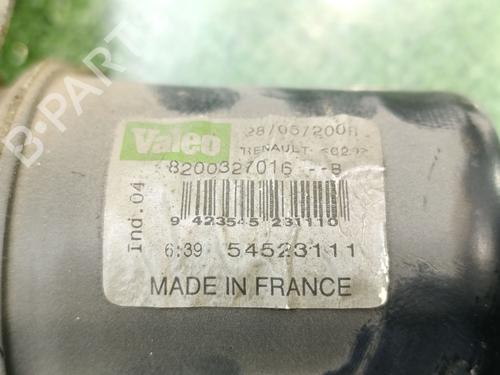 Valeo 28/05/2008
RENAULT
8200327016 --B
Ind.04
9 423545 231110
6:39 54523111
MADE IN FRANCE
B-Parts